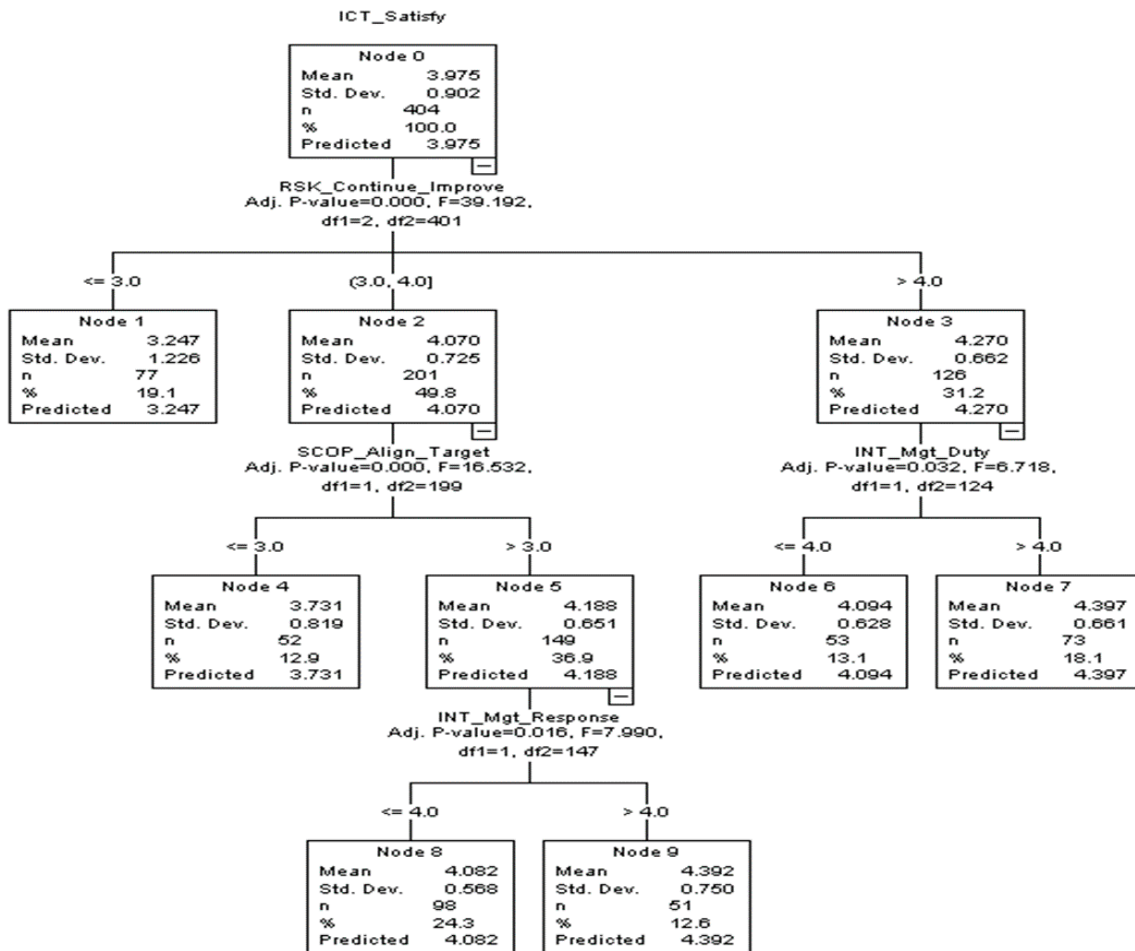 ICT_Satisfy
Node 0
Mean 3.975
Std. Dev. 0.902
n 404
% 100.0
Predicted 3.975
RSK_Continue_Improve
Adj. P-value=0.000, F=39.192,
df1=2, df2=401
<= 3.0
(3.0, 4.0]
> 4.0
Node 1
Mean 3.247
Std. Dev. 1.226
n 77
% 19.1
Predicted 3.247
Node 2
Mean 4.070
Std. Dev. 0.725
n 201
% 49.8
Predicted 4.070
Node 3
Mean 4.270
Std. Dev. 0.662
n 126
% 31.2
Predicted 4.270
SCOP_Align_Target
Adj. P-value=0.000, F=16.532,
df1=1, df2=199
INT_Mgt_Duty
Adj. P-value=0.032, F=6.718,
df1=1, df2=124
<= 3.0
> 3.0
<= 4.0
> 4.0
Node 4
Mean 3.731
Std. Dev. 0.819
n 52
% 12.9
Predicted 3.731
Node 5
Mean 4.188
Std. Dev. 0.651
n 149
% 36.9
Predicted 4.188
Node 6
Mean 4.094
Std. Dev. 0.628
n 53
% 13.1
Predicted 4.094
Node 7
Mean 4.397
Std. Dev. 0.661
n 73
% 18.1
Predicted 4.397
INT_Mgt_Response
Adj. P-value=0.016, F=7.990,
df1=1, df2=147
<= 4.0
> 4.0
Node 8
Mean 4.082
Std. Dev. 0.568
n 98
% 24.3
Predicted 4.082
Node 9
Mean 4.392
Std. Dev. 0.750
n 51
% 12.6
Predicted 4.392